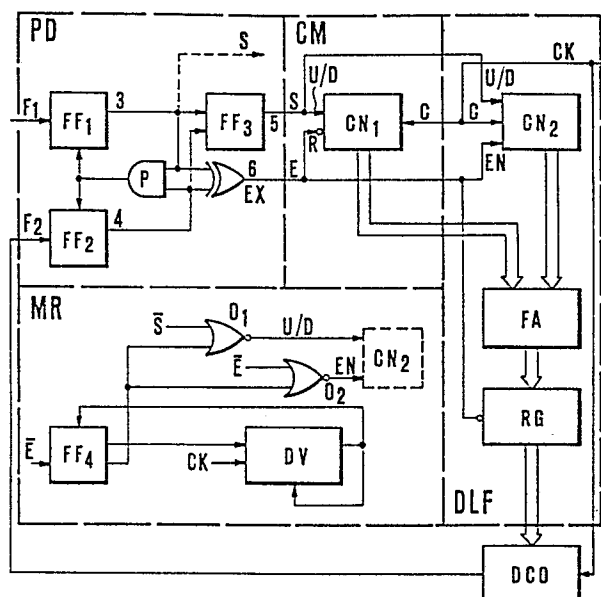 PD
CM
S
CK
F1
3
FF1
FF3
S
5
U/D
CN1
R
C
C
U/D
CN2
EN
P
6
EX
E
F2
4
FF2
MR
S̅
O1
U/D
E̅
EN
O2
CN2
FA
E̅
FF4
CK
DV
RG
DLF
DCO